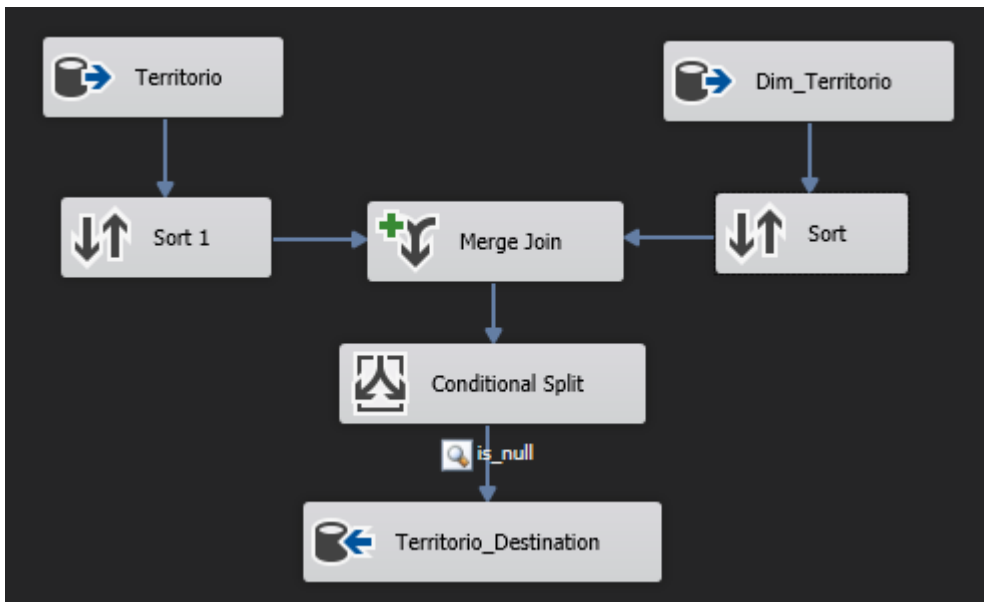 Territorio
Dim_Territorio
Sort 1
Merge Join
Sort
Conditional Split
is_null
Territorio_Destination